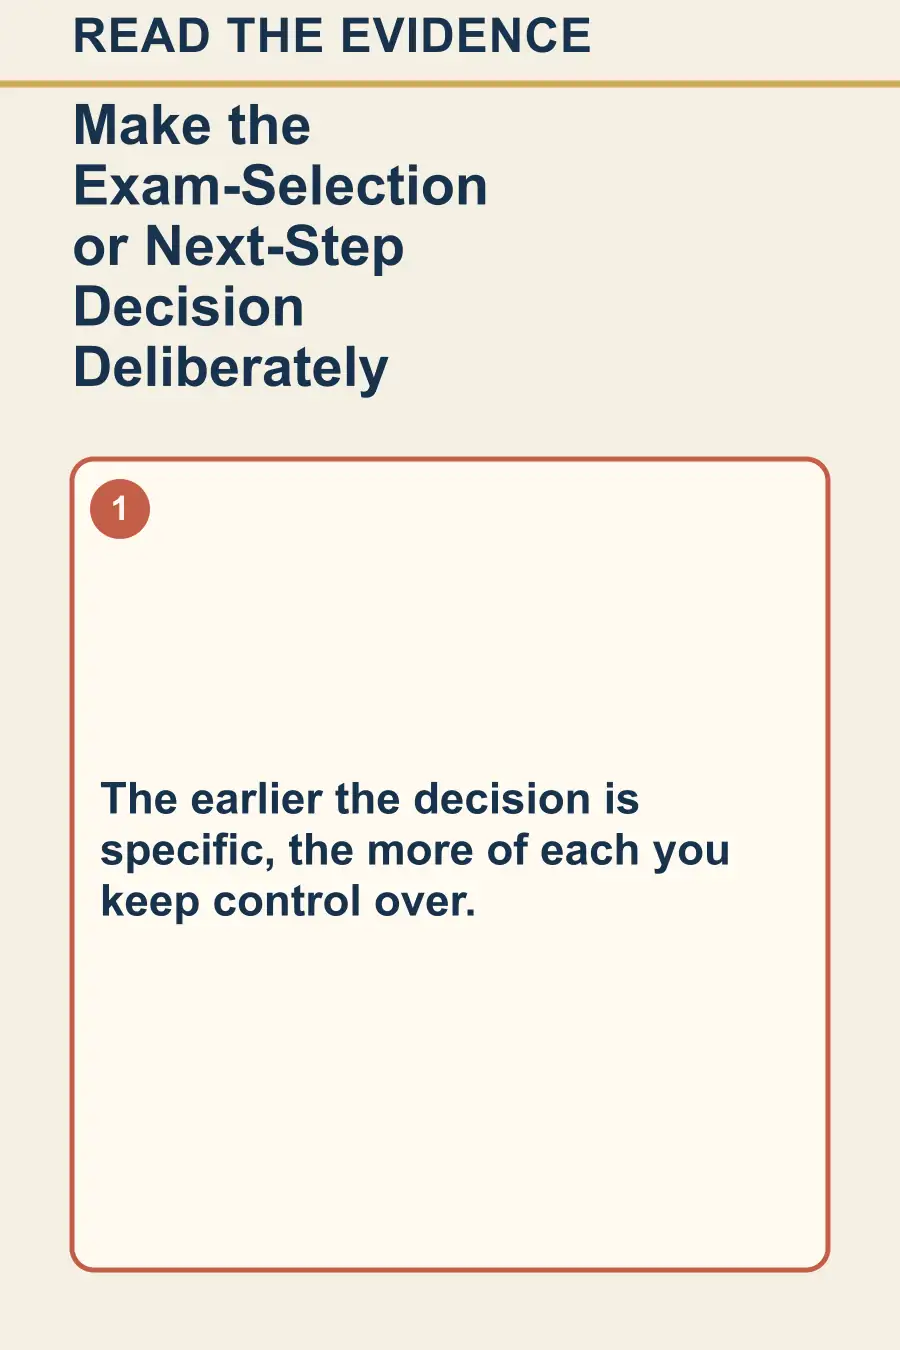 READ THE EVIDENCE
Make the
Exam-Selection
or Next-Step
Decision
Deliberately
1
The earlier the decision is
specific, the more of each you
keep control over.